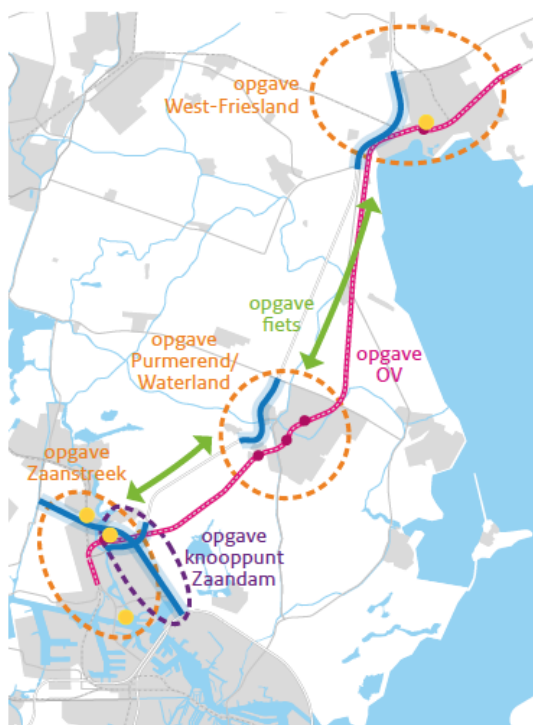 opgave
West-Friesland
opgave
fiets
opgave
Purmerend/
Waterland
opgave
OV
opgave
Zaanstreek
opgave
knooppunt
Zaandam